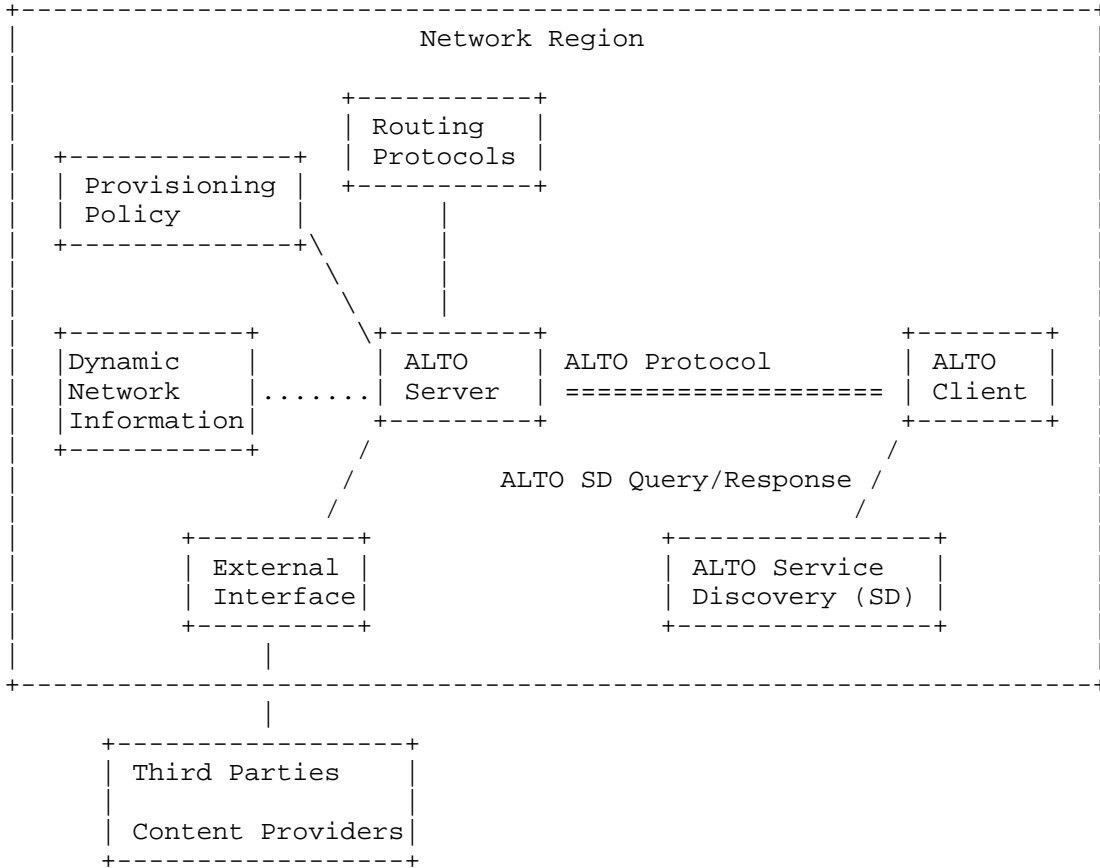 Network Region
Routing
Protocols
Provisioning
Policy
Dynamic
Network
Information
ALTO
Server
ALTO Protocol
ALTO
Client
ALTO SD Query/Response
External
Interface
ALTO Service
Discovery (SD)
Third Parties
Content Providers